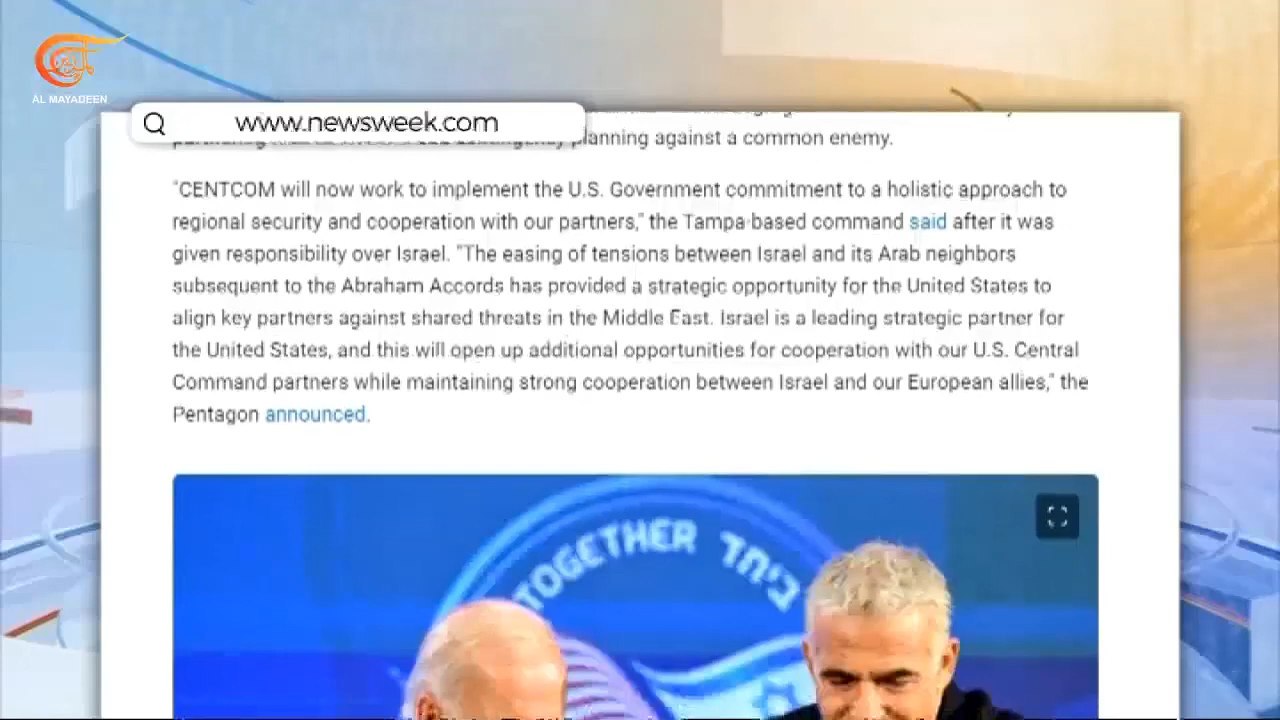 AL MAYADEEN
www.newsweek.com
planning against a common enemy.
"CENTCOM will now work to implement the U.S. Government commitment to a holistic approach to
regional security and cooperation with our partners," the Tampa-based command said after it was
given responsibility over Israel. "The easing of tensions between Israel and its Arab neighbors
subsequent to the Abraham Accords has provided a strategic opportunity for the United States to
align key partners against shared threats in the Middle East. Israel is a leading strategic partner for
the United States, and this will open up additional opportunities for cooperation with our U.S. Central
Command partners while maintaining strong cooperation between Israel and our European allies," the
Pentagon announced.
TOGETHER ביחד